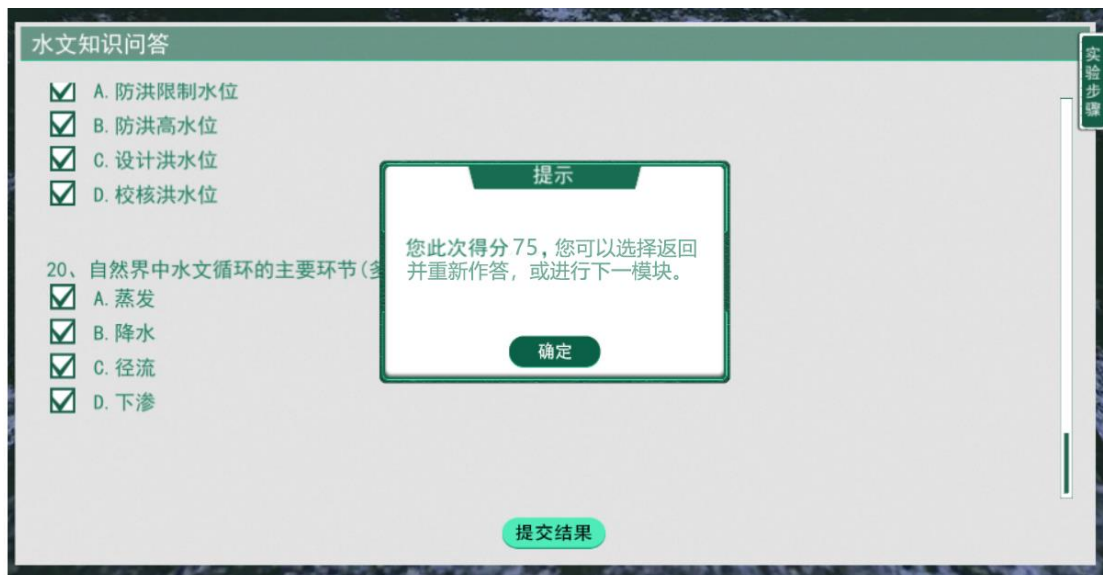 水文知识问答
实验步骤
A. 防洪限制水位
B. 防洪高水位
C. 设计洪水位
D. 校核洪水位
提示
您此次得分75，您可以选择返回
并重新作答，或进行下一模块。
确定
20、自然界中水文循环的主要环节(多
A. 蒸发
B. 降水
C. 径流
D. 下渗
提交结果